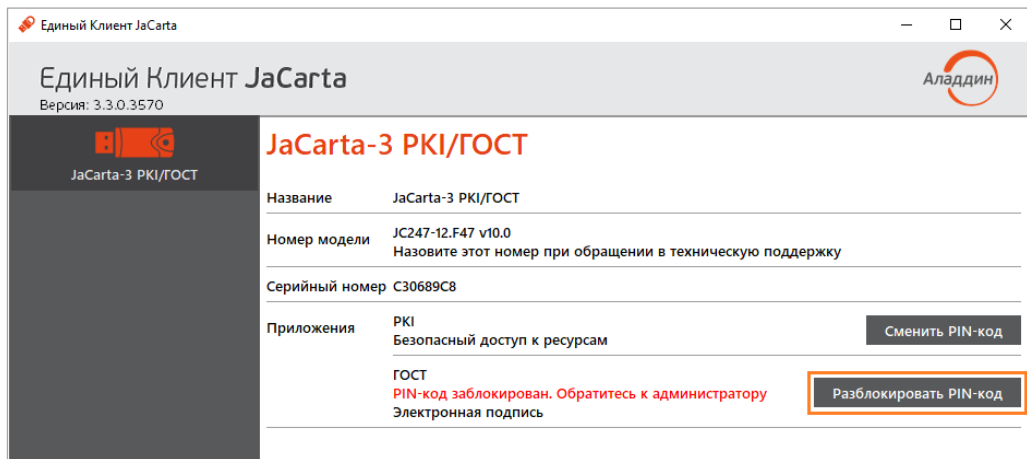 Единый Клиент JaCarta
Единый Клиент JaCarta
Аладдин
Версия: 3.3.0.3570
JaCarta-3 PKI/ГОСТ
JaCarta-3 PKI/ГОСТ
Название JaCarta-3 PKI/ГОСТ
Номер модели JC247-12.F47 v10.0
Назовите этот номер при обращении в техническую поддержку
Серийный номер C30689C8
Приложения PKI
Безопасный доступ к ресурсам
Сменить PIN-код
ГОСТ
PIN-код заблокирован. Обратитесь к администратору
Разблокировать PIN-код
Электронная подпись